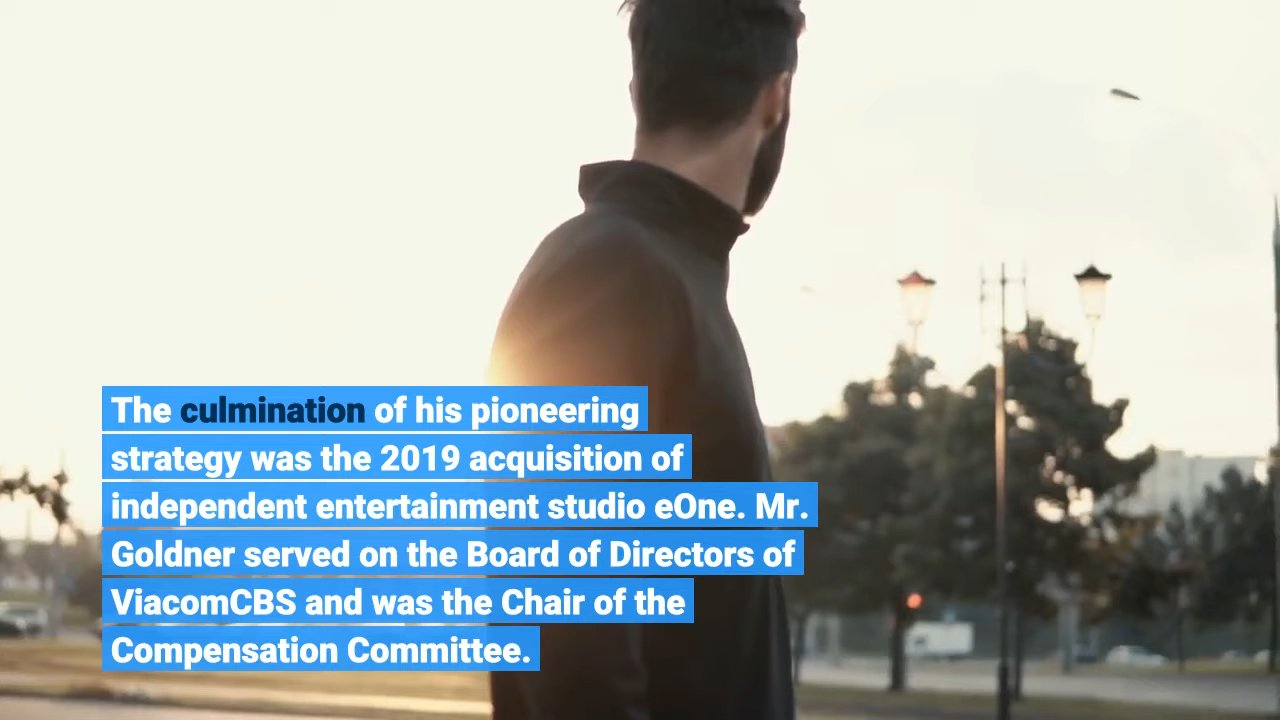 The culmination of his pioneering
strategy was the 2019 acquisition of
independent entertainment studio eOne. Mr.
Goldner served on the Board of Directors of
ViacomCBS and was the Chair of the
Compensation Committee.